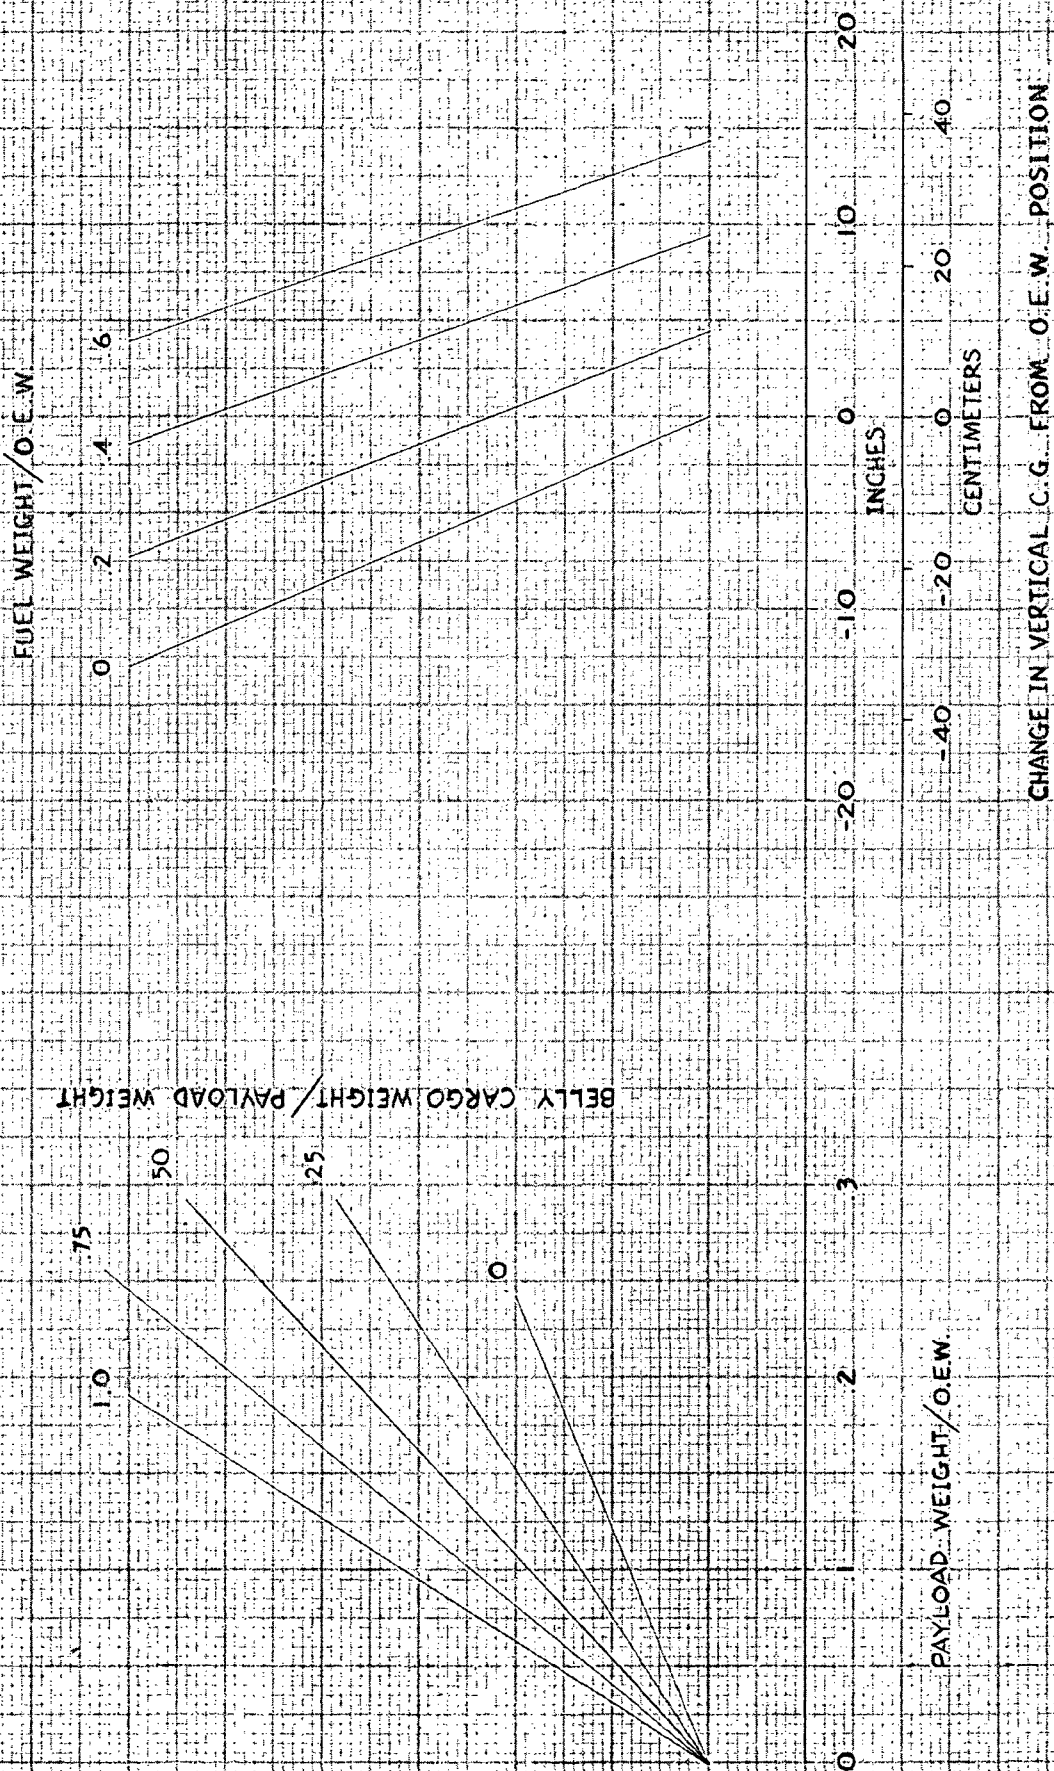 FUEL WEIGHT/O.E.W.
0 .2 .4 .6
BELLY CARGO WEIGHT/PAYLOAD WEIGHT
1.0
.75
.50
.25
0
0 .1 .2 .3
PAYLOAD WEIGHT/O.E.W.
-20 -10 0 10 20
INCHES
-40 -20 0 20 40
CENTIMETERS
CHANGE IN VERTICAL C.G. FROM O.E.W. POSITION